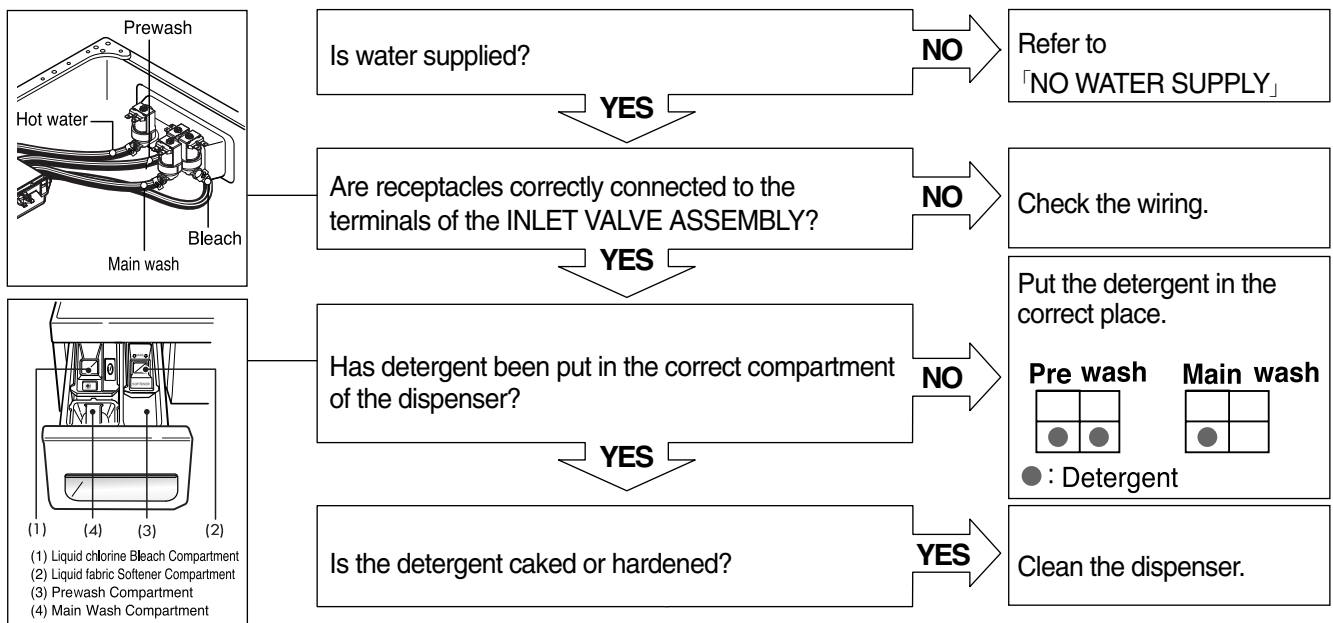 Prewash
Hot water
Bleach
Main wash
Is water supplied?
NO
Refer to
「NO WATER SUPPLY」
YES
Are receptacles correctly connected to the
terminals of the INLET VALVE ASSEMBLY?
NO
Check the wiring.
YES
Has detergent been put in the correct compartment
of the dispenser?
NO
Put the detergent in the
correct place.
Pre wash
Main wash
● : Detergent
YES
(1) (4) (3) (2)
(1) Liquid chlorine Bleach Compartment
(2) Liquid fabric Softener Compartment
(3) Prewash Compartment
(4) Main Wash Compartment
Is the detergent caked or hardened?
YES
Clean the dispenser.